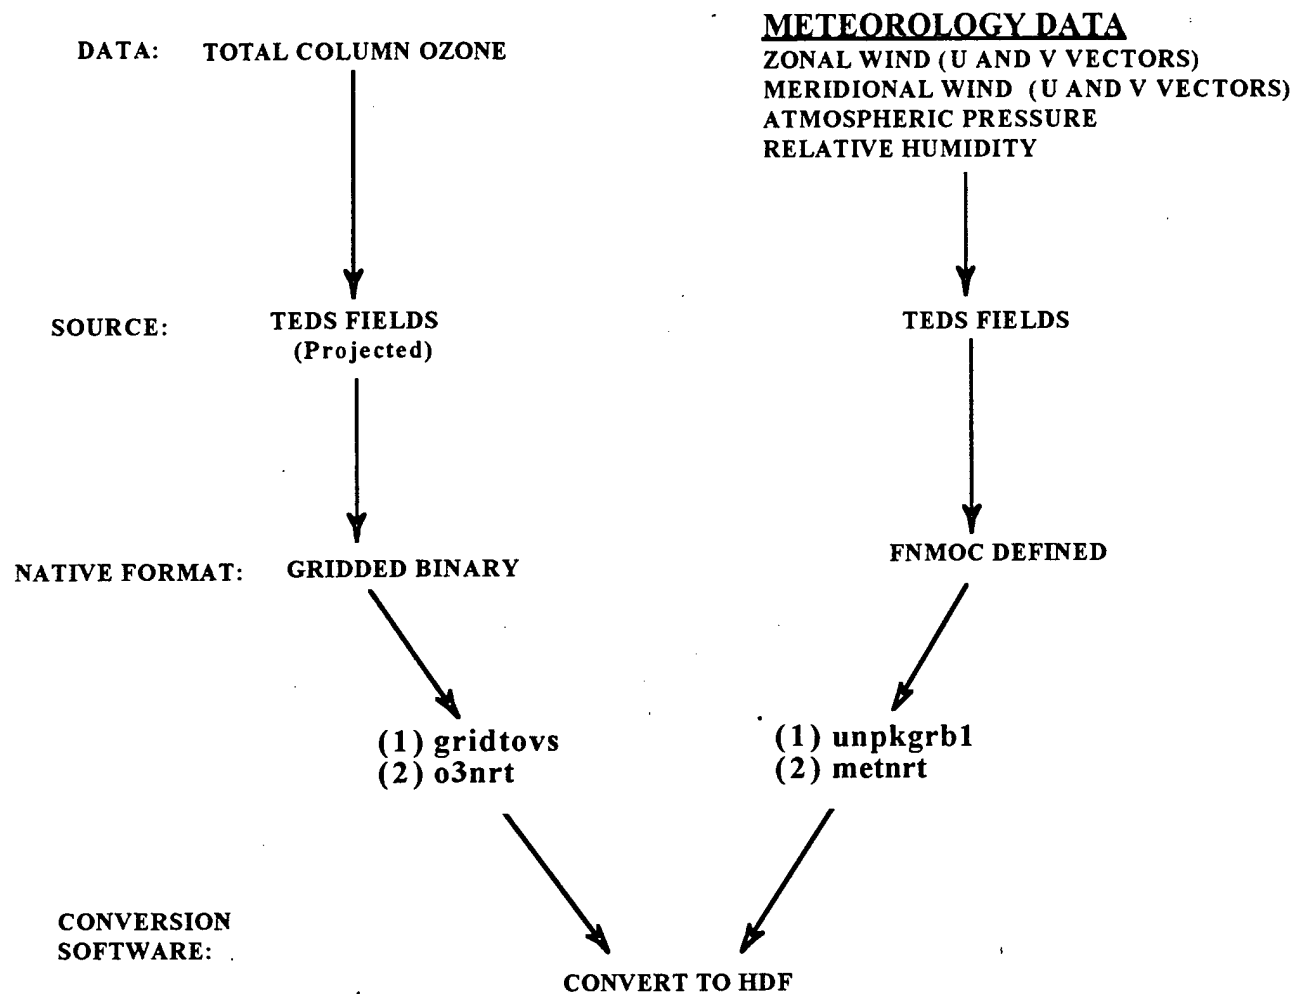 DATA: TOTAL COLUMN OZONE
METEOROLOGY DATA
ZONAL WIND (U AND V VECTORS)
MERIDIONAL WIND (U AND V VECTORS)
ATMOSPHERIC PRESSURE
RELATIVE HUMIDITY
SOURCE: TEDS FIELDS
(Projected)
TEDS FIELDS
NATIVE FORMAT: GRIDDED BINARY
FNMOC DEFINED
(1) gridtovs
(2) o3nrt
(1) unpkgrb1
(2) metnrt
CONVERSION
SOFTWARE:
CONVERT TO HDF